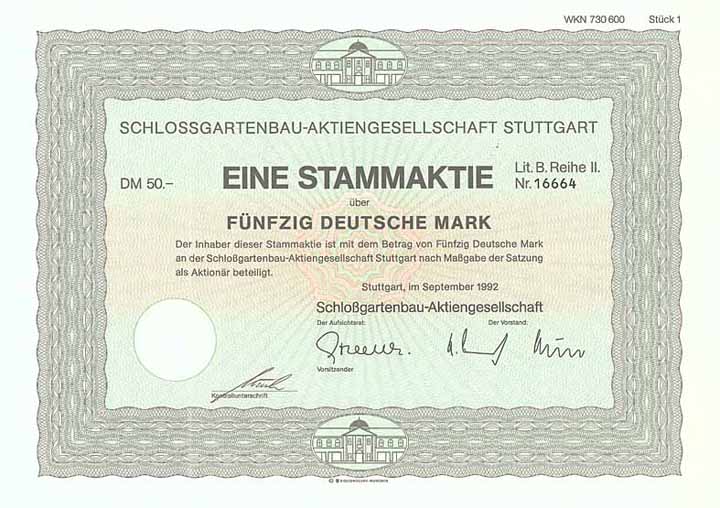 WKN 730 600 Stück 1
SCHLOSSGARTENBAU-AKTIENGESELLSCHAFT STUTTGART
DM 50.– EINE STAMMAKTIE Lit. B. Reihe II.
Nr. 16664
über
FÜNFZIG DEUTSCHE MARK
Der Inhaber dieser Stammaktie ist mit dem Betrag von Fünfzig Deutsche Mark
an der Schloßgartenbau-Aktiengesellschaft Stuttgart nach Maßgabe der Satzung
als Aktionär beteiligt.
Stuttgart, im September 1992
Schloßgartenbau-Aktiengesellschaft
Der Aufsichtsrat: Der Vorstand:
Vorsitzender
Kontrollunterschrift